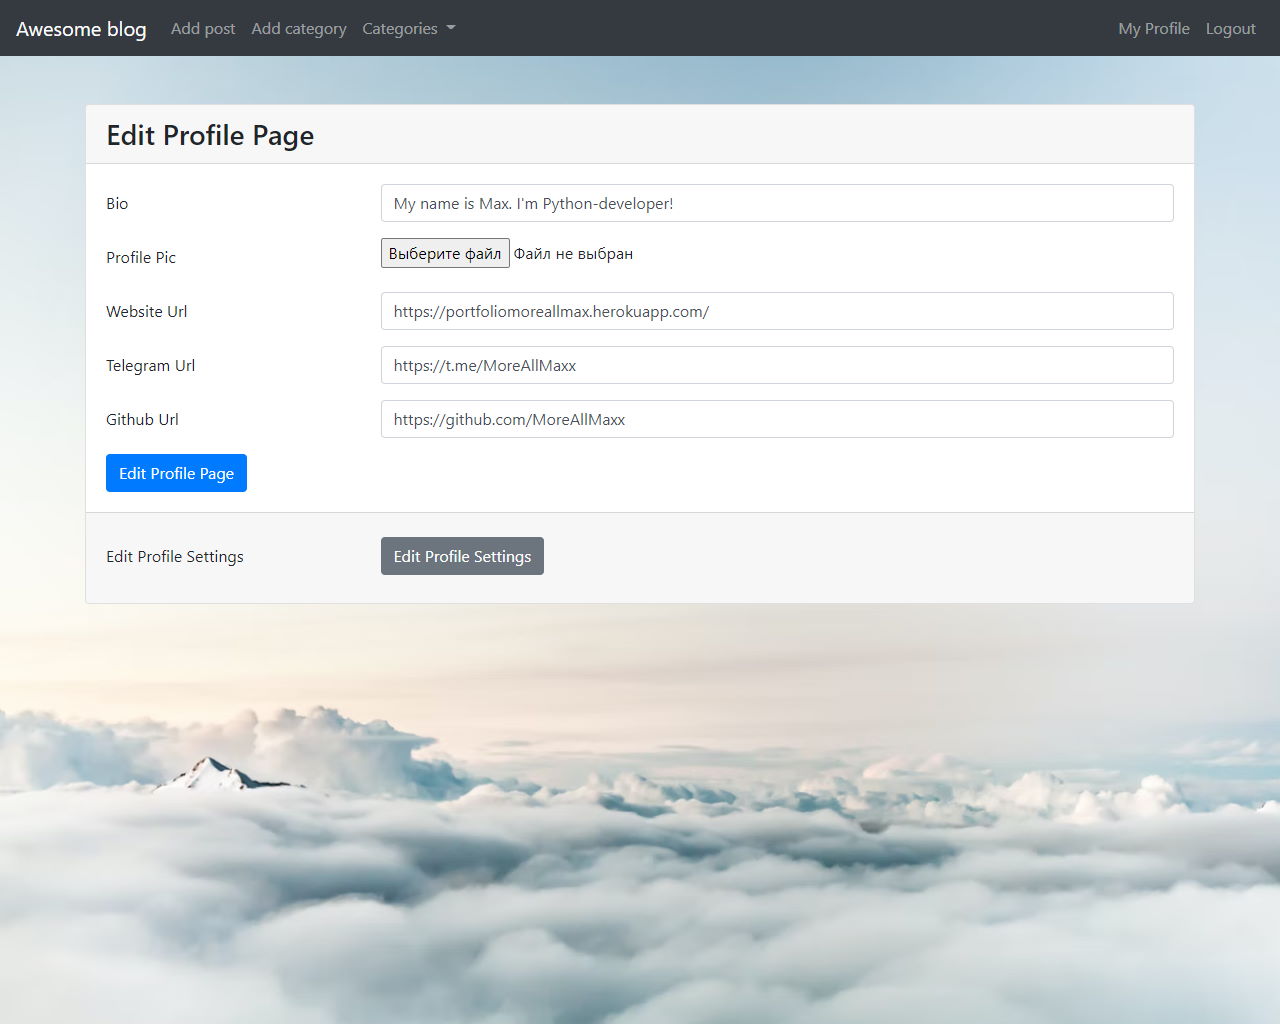 Awesome blog Add post Add category Categories My Profile Logout
Edit Profile Page
Bio My name is Max. I'm Python-developer!
Profile Pic Выберите файл Файл не выбран
Website Url https://portfoliomoreallmax.herokuapp.com/
Telegram Url https://t.me/MoreAllMaxx
Github Url https://github.com/MoreAllMaxx
Edit Profile Page
Edit Profile Settings Edit Profile Settings